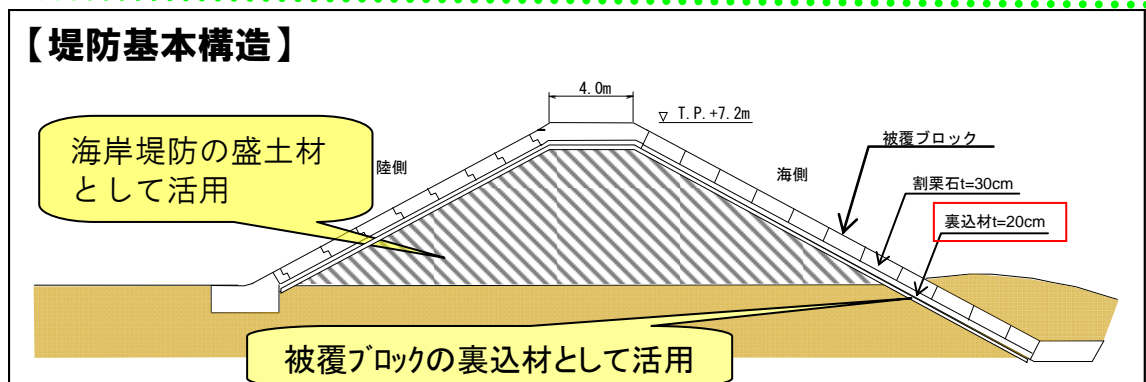 【堤防基本構造】
4.0m
▽ T.P.+7.2m
海岸堤防の盛土材
として活用
陸側
海側
被覆ブロック
割栗石t=30cm
裏込材t=20cm
被覆ブロックの裏込材として活用